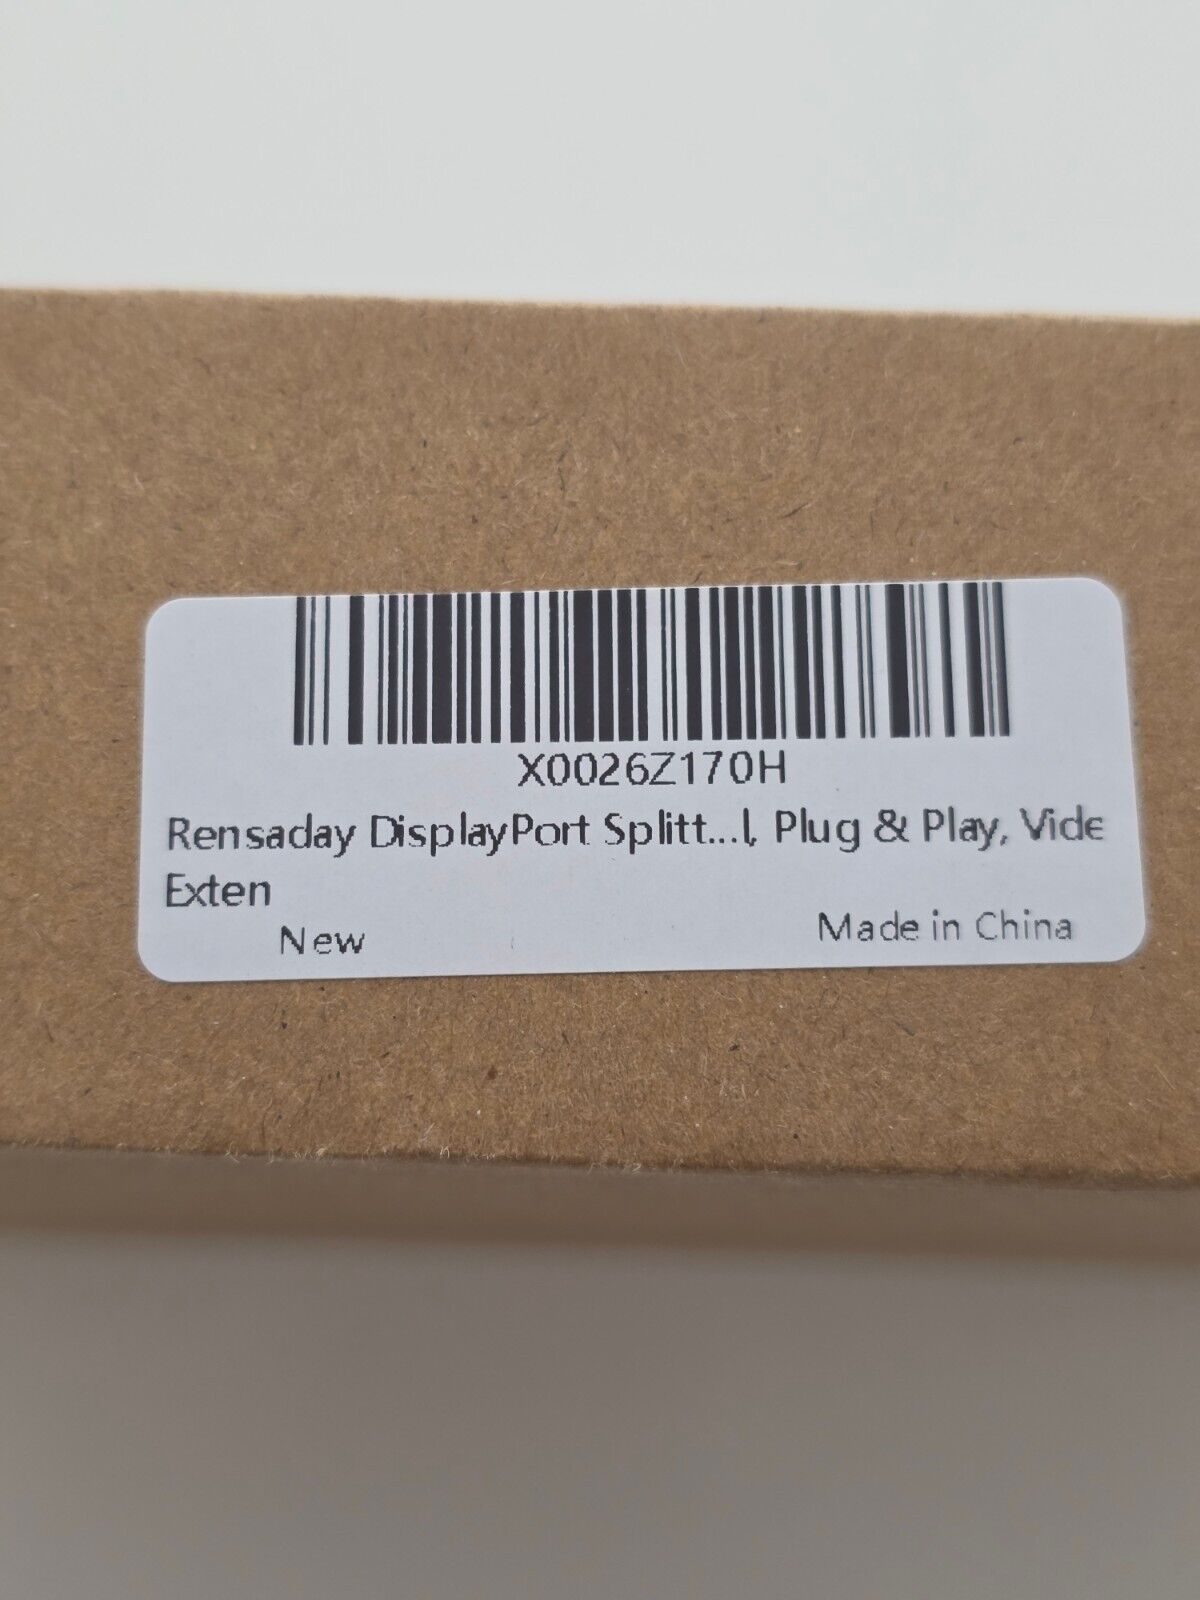 X0026Z170H
Rensaday DisplayPort Splitt...l, Plug & Play, Vide
Exten
New
Made in China